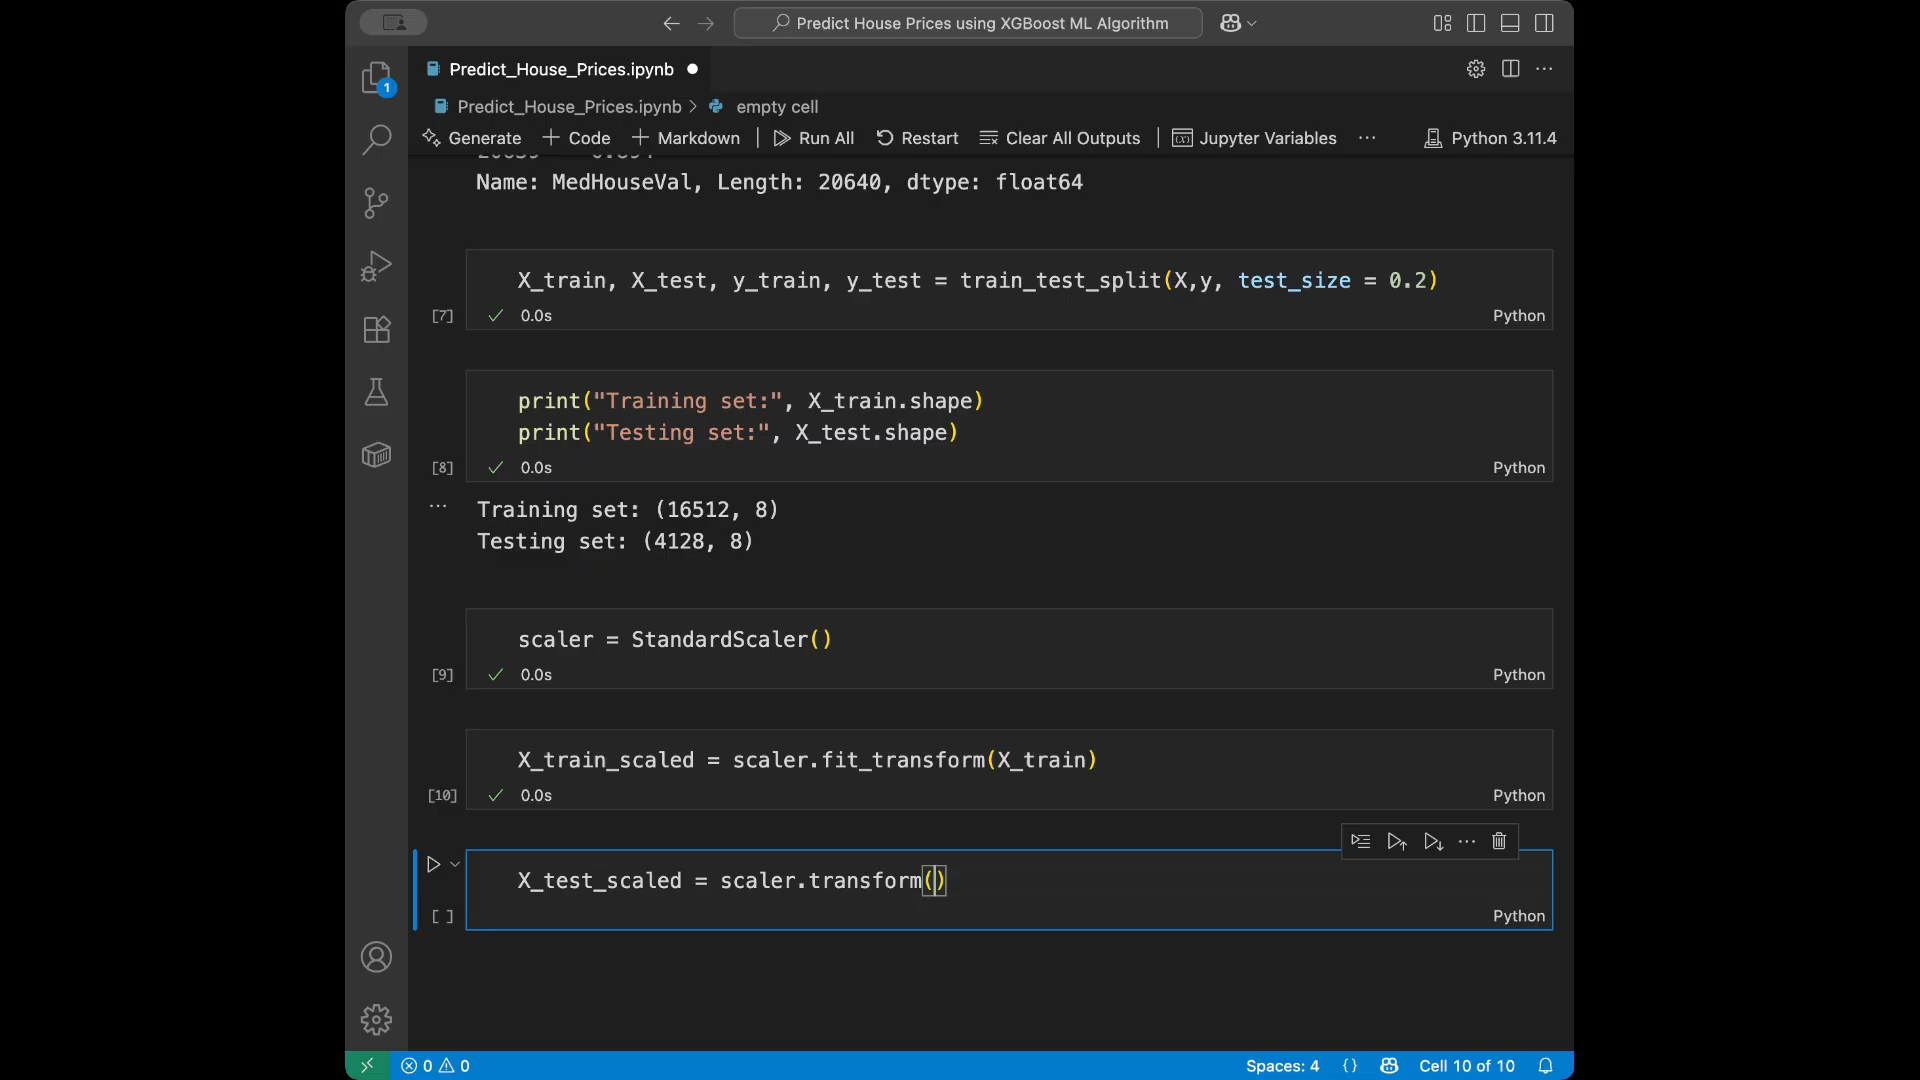 Predict House Prices using XGBoost ML Algorithm
1
Predict_House_Prices.ipynb
Predict_House_Prices.ipynb > empty cell
Generate + Code + Markdown | Run All Restart Clear All Outputs | Jupyter Variables ··· Python 3.11.4
Name: MedHouseVal, Length: 20640, dtype: float64
X_train, X_test, y_train, y_test = train_test_split(X,y, test_size = 0.2)
[7] 0.0s Python
print("Training set:", X_train.shape)
print("Testing set:", X_test.shape)
[8] 0.0s Python
Training set: (16512, 8)
Testing set: (4128, 8)
scaler = StandardScaler()
[9] 0.0s Python
X_train_scaled = scaler.fit_transform(X_train)
[10] 0.0s Python
X_test_scaled = scaler.transform()
[ ] Python
0 0 Spaces: 4 {} Cell 10 of 10